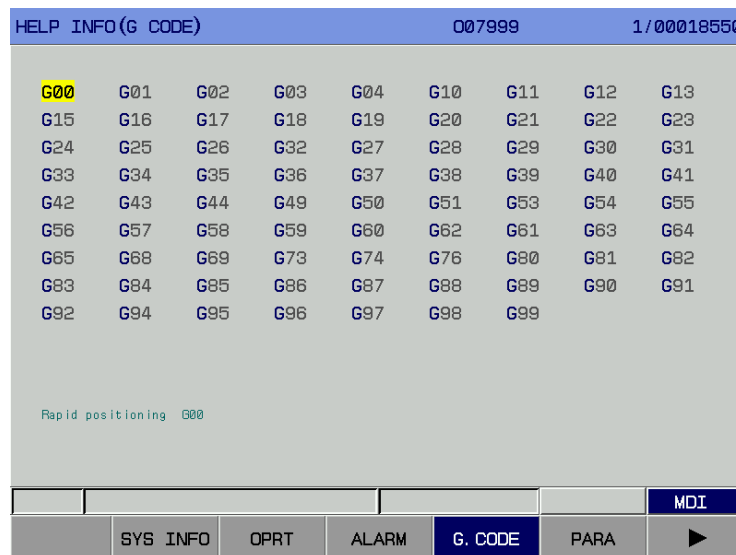 HELP INFO(G CODE) O07999 1/00018550
G00 G01 G02 G03 G04 G10 G11 G12 G13
G15 G16 G17 G18 G19 G20 G21 G22 G23
G24 G25 G26 G32 G27 G28 G29 G30 G31
G33 G34 G35 G36 G37 G38 G39 G40 G41
G42 G43 G44 G49 G50 G51 G53 G54 G55
G56 G57 G58 G59 G60 G62 G61 G63 G64
G65 G68 G69 G73 G74 G76 G80 G81 G82
G83 G84 G85 G86 G87 G88 G89 G90 G91
G92 G94 G95 G96 G97 G98 G99
Rapid positioning G00
MDI
SYS INFO OPRT ALARM G. CODE PARA